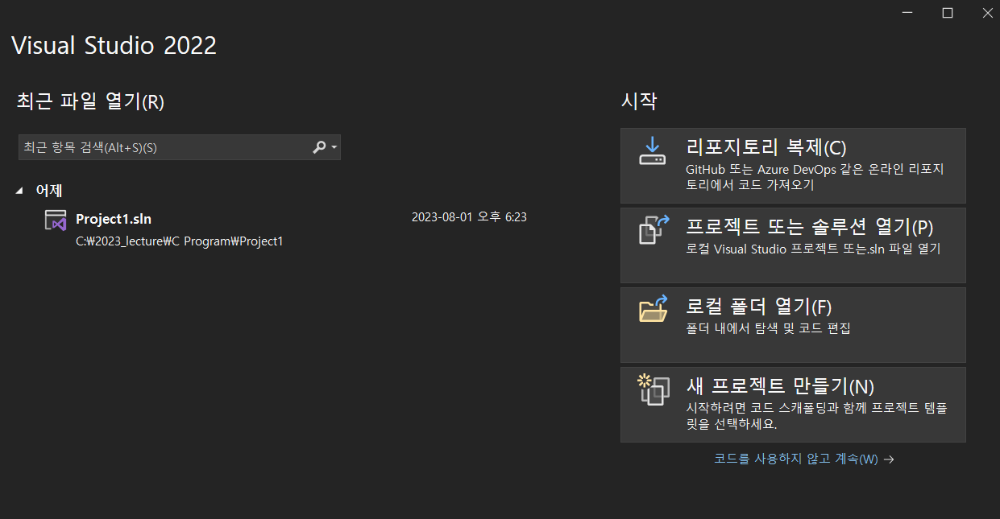 Visual Studio 2022
최근 파일 열기(R)
최근 항목 검색(Alt+S)(S)
어제
Project1.sln
2023-08-01 오후 6:23
C:₩2023_lecture₩C Program₩Project1
시작
리포지토리 복제(C)
GitHub 또는 Azure DevOps 같은 온라인 리포지
토리에서 코드 가져오기
프로젝트 또는 솔루션 열기(P)
로컬 Visual Studio 프로젝트 또는.sln 파일 열기
로컬 폴더 열기(F)
폴더 내에서 탐색 및 코드 편집
새 프로젝트 만들기(N)
시작하려면 코드 스캐폴딩과 함께 프로젝트 템플
릿을 선택하세요.
코드를 사용하지 않고 계속(W) →